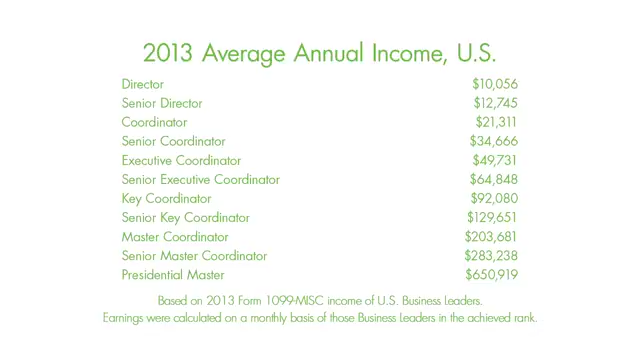 2013 Average Annual Income, U.S.
Director $10,056
Senior Director $12,745
Coordinator $21,311
Senior Coordinator $34,666
Executive Coordinator $49,731
Senior Executive Coordinator $64,848
Key Coordinator $92,080
Senior Key Coordinator $129,651
Master Coordinator $203,681
Senior Master Coordinator $283,238
Presidential Master $650,919
Based on 2013 Form 1099-MISC income of U.S. Business Leaders.
Earnings were calculated on a monthly basis of those Business Leaders in the achieved rank.